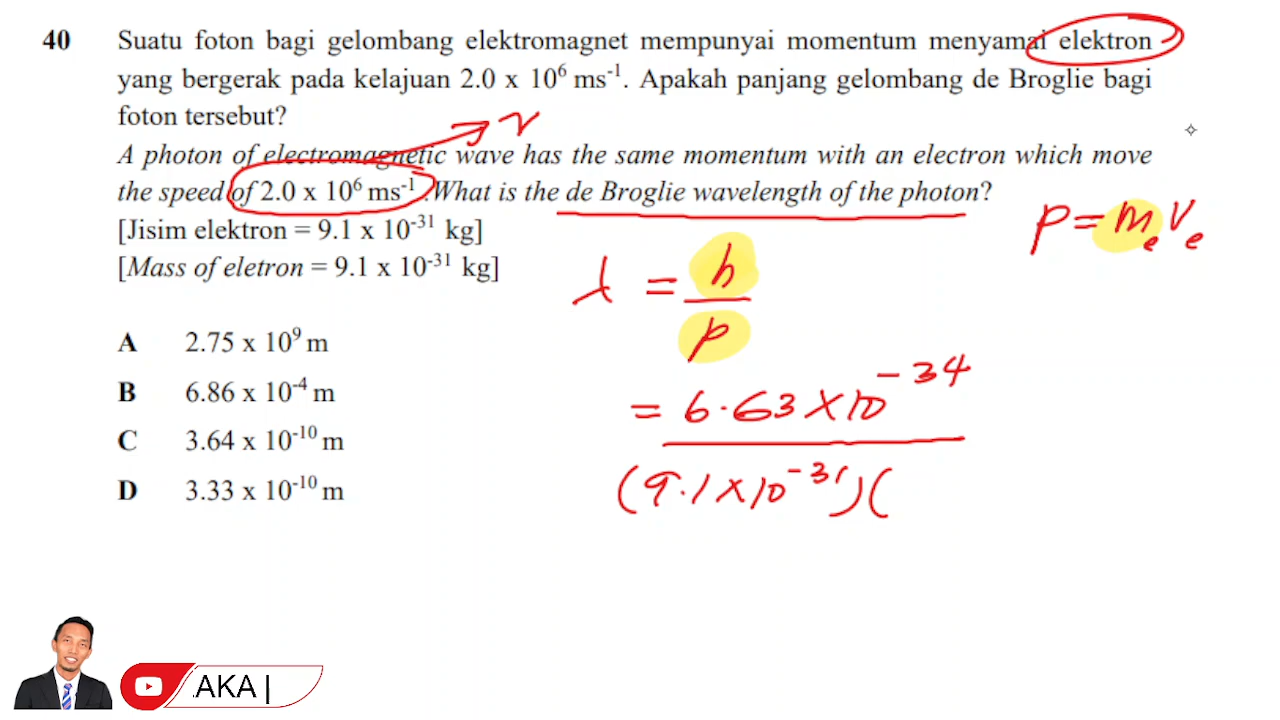 40 Suatu foton bagi gelombang elektromagnet mempunyai momentum menyamai elektron
yang bergerak pada kelajuan 2.0 x 10⁶ ms⁻¹. Apakah panjang gelombang de Broglie bagi
foton tersebut?
v
A photon of electromagnetic wave has the same momentum with an electron which move
the speed of 2.0 x 10⁶ ms⁻¹. What is the de Broglie wavelength of the photon?
p = mₑvₑ
[Jisim elektron = 9.1 x 10⁻³¹ kg]
[Mass of eletron = 9.1 x 10⁻³¹ kg]
λ = h/p
A 2.75 x 10⁹ m
B 6.86 x 10⁻⁴ m
C 3.64 x 10⁻¹⁰ m
D 3.33 x 10⁻¹⁰ m
= 6.63 x 10⁻³⁴
(9.1 x 10⁻³¹)(
AKA |